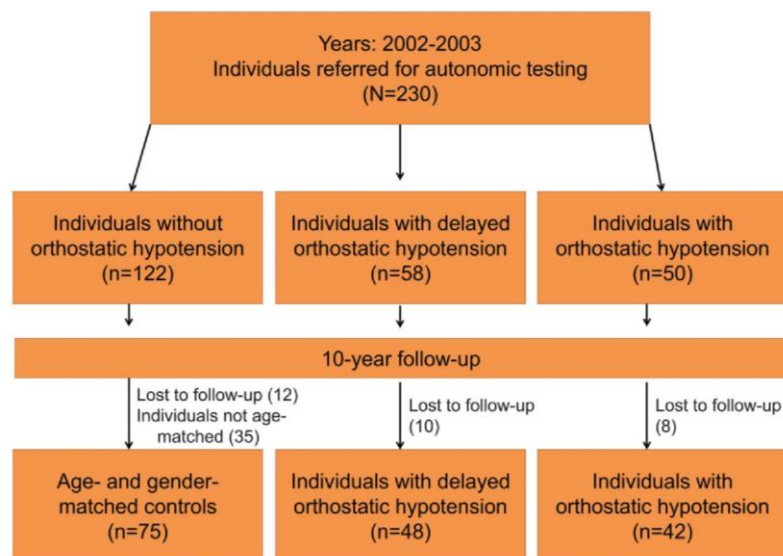 Years: 2002-2003
Individuals referred for autonomic testing
(N=230)
Individuals without
orthostatic hypotension
(n=122)
Individuals with delayed
orthostatic hypotension
(n=58)
Individuals with
orthostatic hypotension
(n=50)
10-year follow-up
Lost to follow-up (12)
Individuals not age-
matched (35)
Lost to follow-up
(10)
Lost to follow-up
(8)
Age- and gender-
matched controls
(n=75)
Individuals with delayed
orthostatic hypotension
(n=48)
Individuals with
orthostatic hypotension
(n=42)